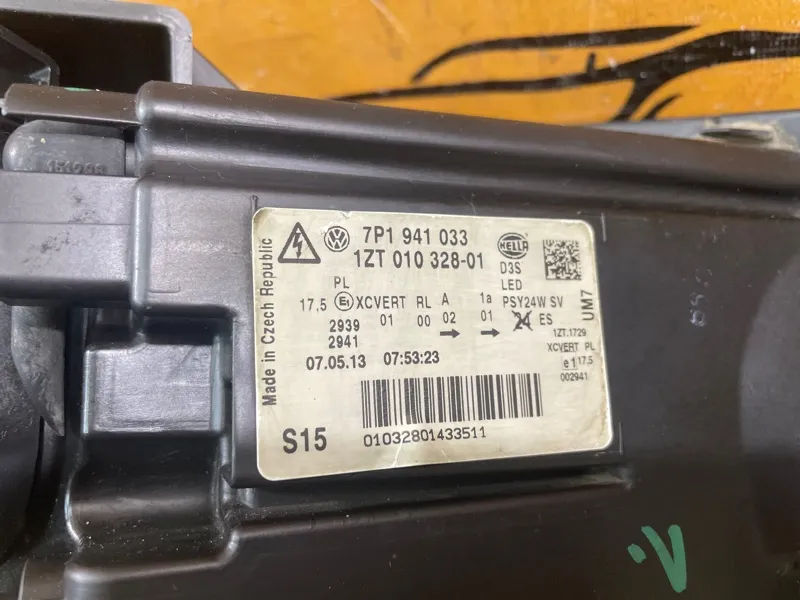 7P1 941 033
1ZT 010 328-01
HELLA
D3S
LED
PL
17,5 E1 XCVERT RL A 1a PSY24W SV
01 00 02 01 24 ES
2939
2941
07.05.13 07:53:23
UM7
1ZT.1729
XCVERT PL
e1 17.5
002941
Made in Czech Republic
S15
01032801433511